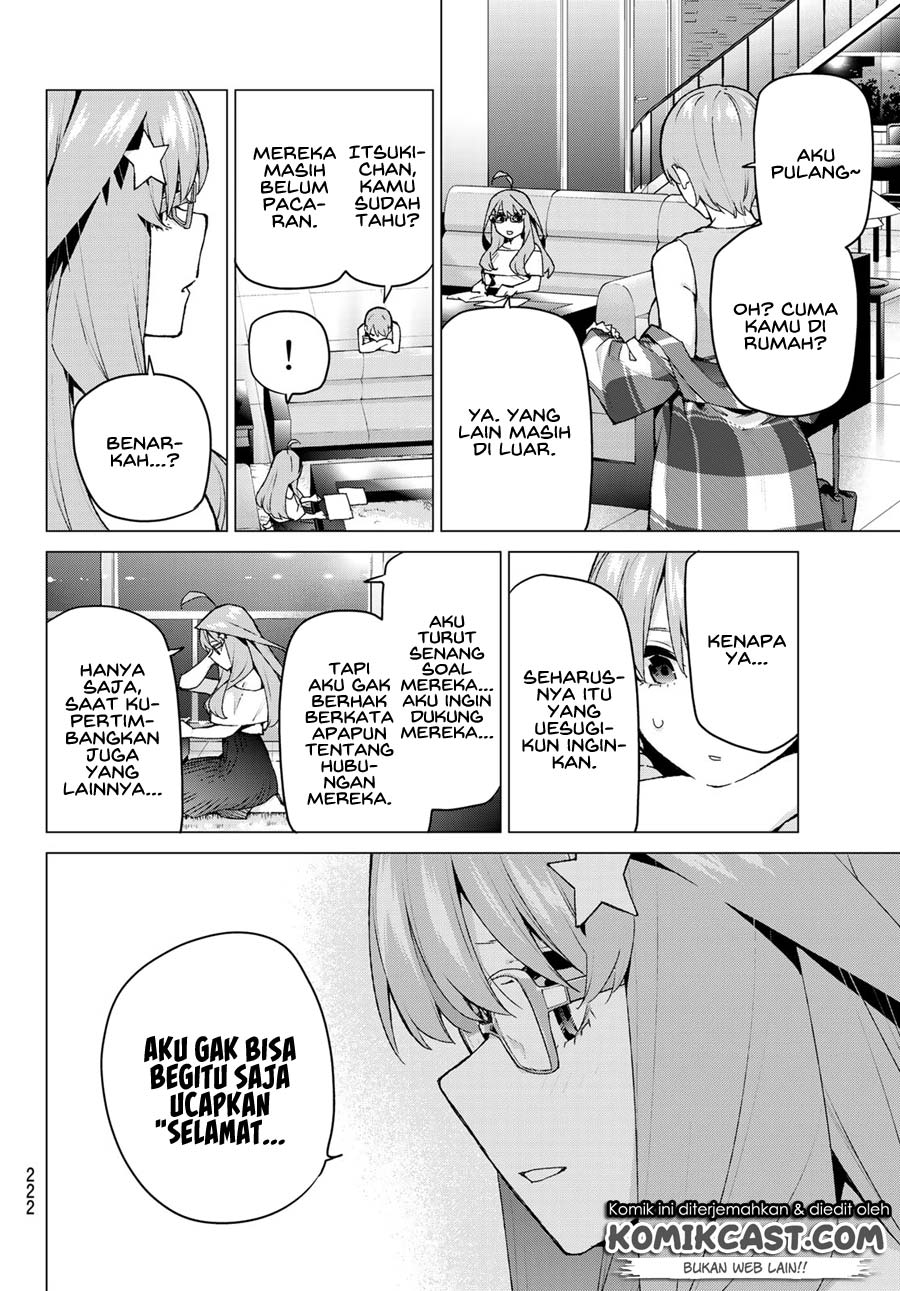 AKU
PULANG~
OH? CUMA
KAMU DI
RUMAH?
YA. YANG
LAIN MASIH
DI LUAR.
ITSUKI-
CHAN,
KAMU
SUDAH
TAHU?
MEREKA
MASIH
BELUM
PACA-
RAN.
!
BENAR-
KAH...?
KENAPA
YA...
SEHARUS-
NYA ITU
YANG
UESUGI-
KUN INGIN-
KAN.
AKU
TURUT
SENANG
SOAL
MEREKA...
AKU INGIN
DUKUNG
MEREKA...
TAPI
AKU GAK
BERHAK
BERKATA
APAPUN
TENTANG
HUBU-
NGAN
MEREKA.
HANYA
SAJA,
SAAT KU-
PERTIM-
BANGKAN
JUGA
YANG
LAINNYA...
AKU GAK BISA
BEGITU SAJA
UCAPKAN
"SELAMAT...
222
Komik ini diterjemahkan & diedit oleh
KOMIKCAST.COM
BUKAN WEB LAIN!!